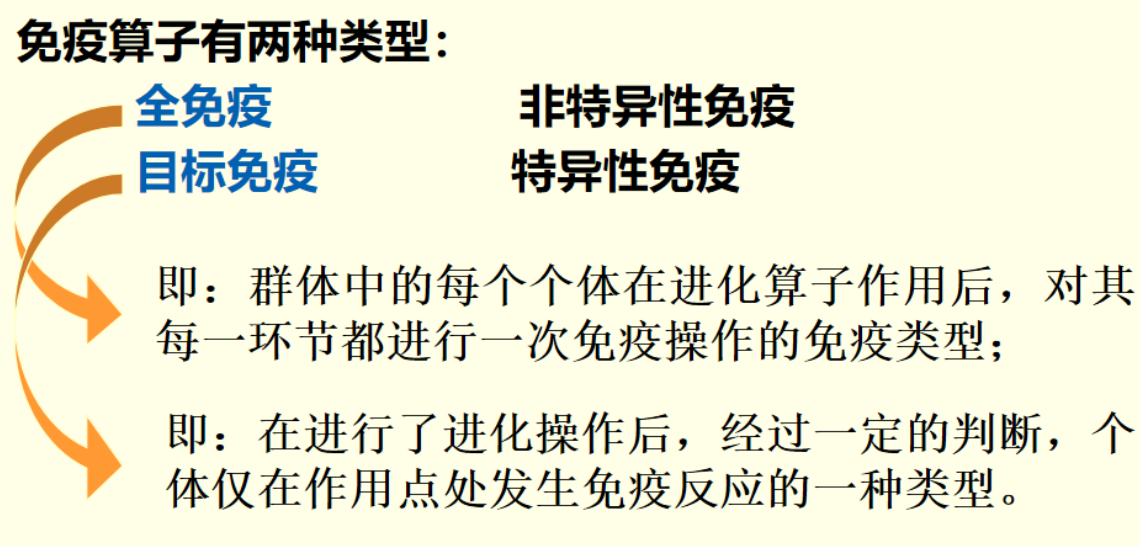 免疫算子有两种类型：
全免疫 非特异性免疫
目标免疫 特异性免疫
即：群体中的每个个体在进化算子作用后，对其
每一环节都进行一次免疫操作的免疫类型；
即：在进行了进化操作后，经过一定的判断，个
体仅在作用点处发生免疫反应的一种类型。